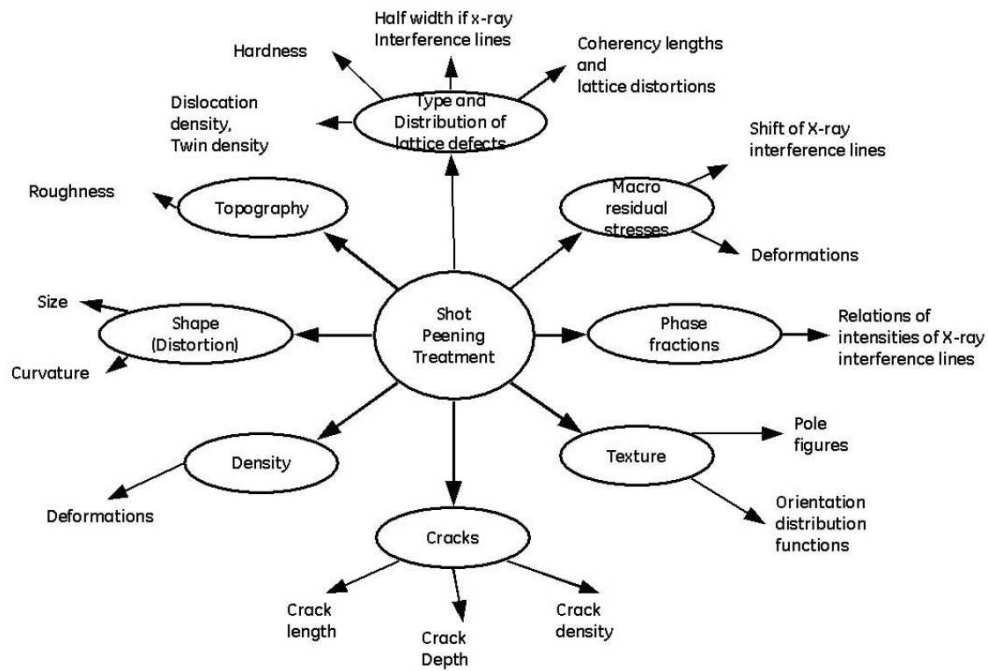 Half width if x-ray
Interference lines
Hardness
Coherency lengths
and
lattice distortions
Type and
Distribution of
lattice defects
Dislocation
density,
Twin density
Shift of X-ray
interference lines
Roughness
Topography
Macro
residual
stresses
Deformations
Size
Shape
(Distortion)
Curvature
Shot
Peening
Treatment
Phase
fractions
Relations of
intensities of X-ray
interference lines
Pole
figures
Density
Texture
Deformations
Orientation
distribution
functions
Cracks
Crack
length
Crack
Depth
Crack
density